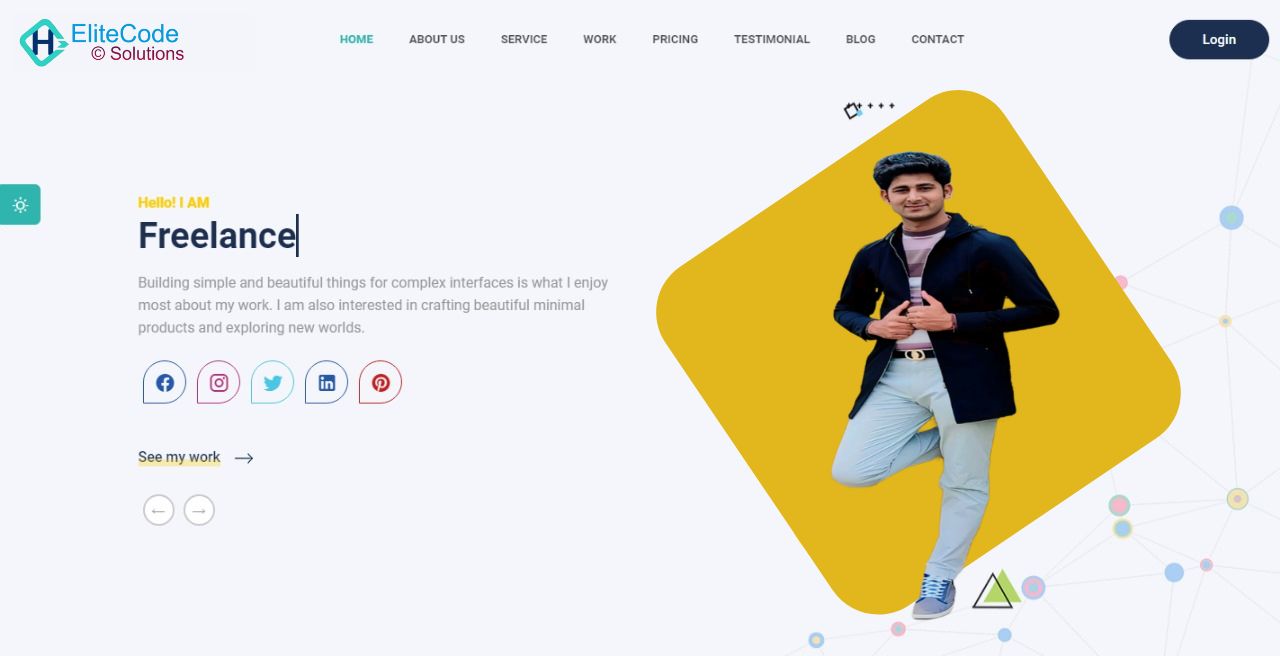 EliteCode
© Solutions
HOME ABOUT US SERVICE WORK PRICING TESTIMONIAL BLOG CONTACT Login
Hello! I AM
Freelance
Building simple and beautiful things for complex interfaces is what I enjoy
most about my work. I am also interested in crafting beautiful minimal
products and exploring new worlds.
See my work